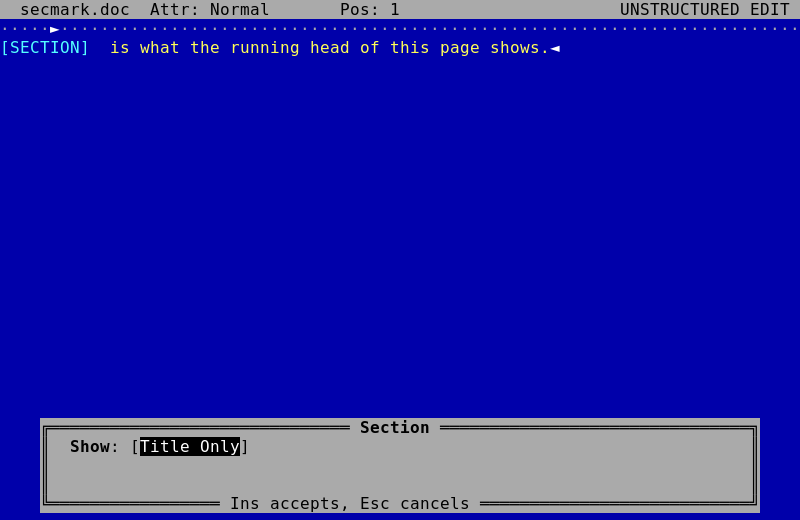 secmark.doc  Attr: Normal       Pos: 1                      UNSTRUCTURED EDIT
[SECTION]  is what the running head of this page shows.◄
Section
Show: [Title Only]
Ins accepts, Esc cancels